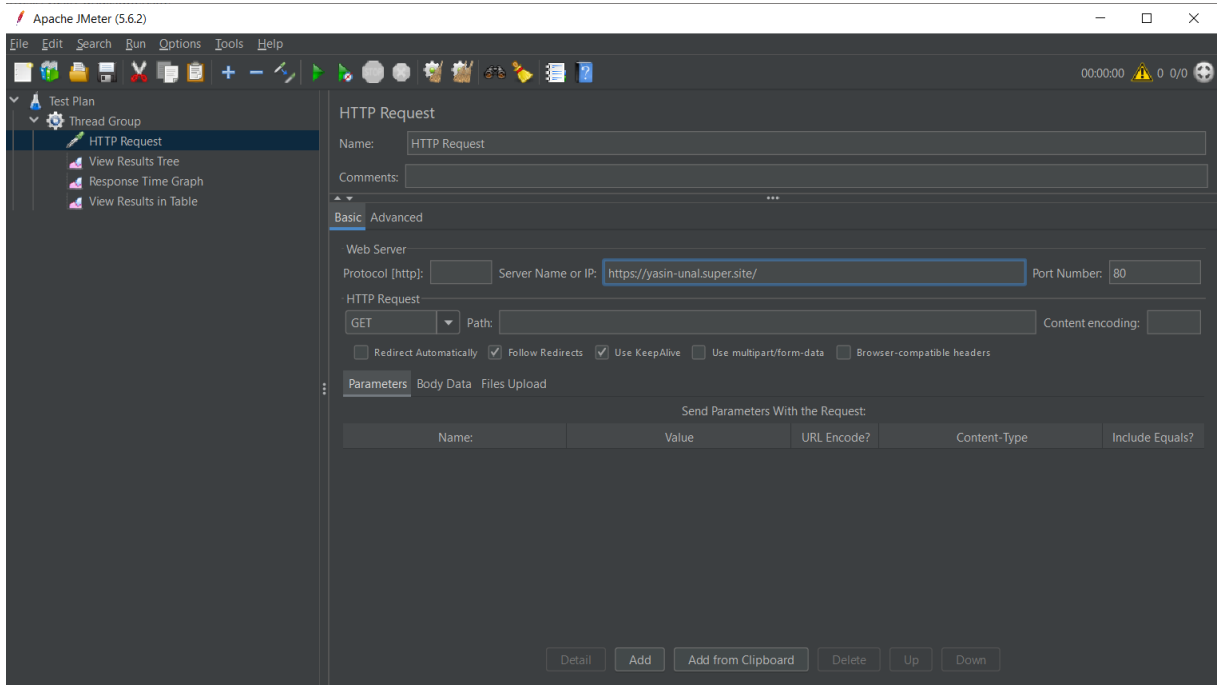 Apache JMeter (5.6.2)
File Edit Search Run Options Tools Help
00:00:00 0 0/0
Test Plan
Thread Group
HTTP Request
View Results Tree
Response Time Graph
View Results in Table
HTTP Request
Name: HTTP Request
Comments:
Basic Advanced
Web Server
Protocol [http]: Server Name or IP: https://yasin-unal.super.site/ Port Number: 80
HTTP Request
GET Path: Content encoding:
Redirect Automatically Follow Redirects Use KeepAlive Use multipart/form-data Browser-compatible headers
Parameters Body Data Files Upload
Send Parameters With the Request:
Name: Value URL Encode? Content-Type Include Equals?
Detail Add Add from Clipboard Delete Up Down